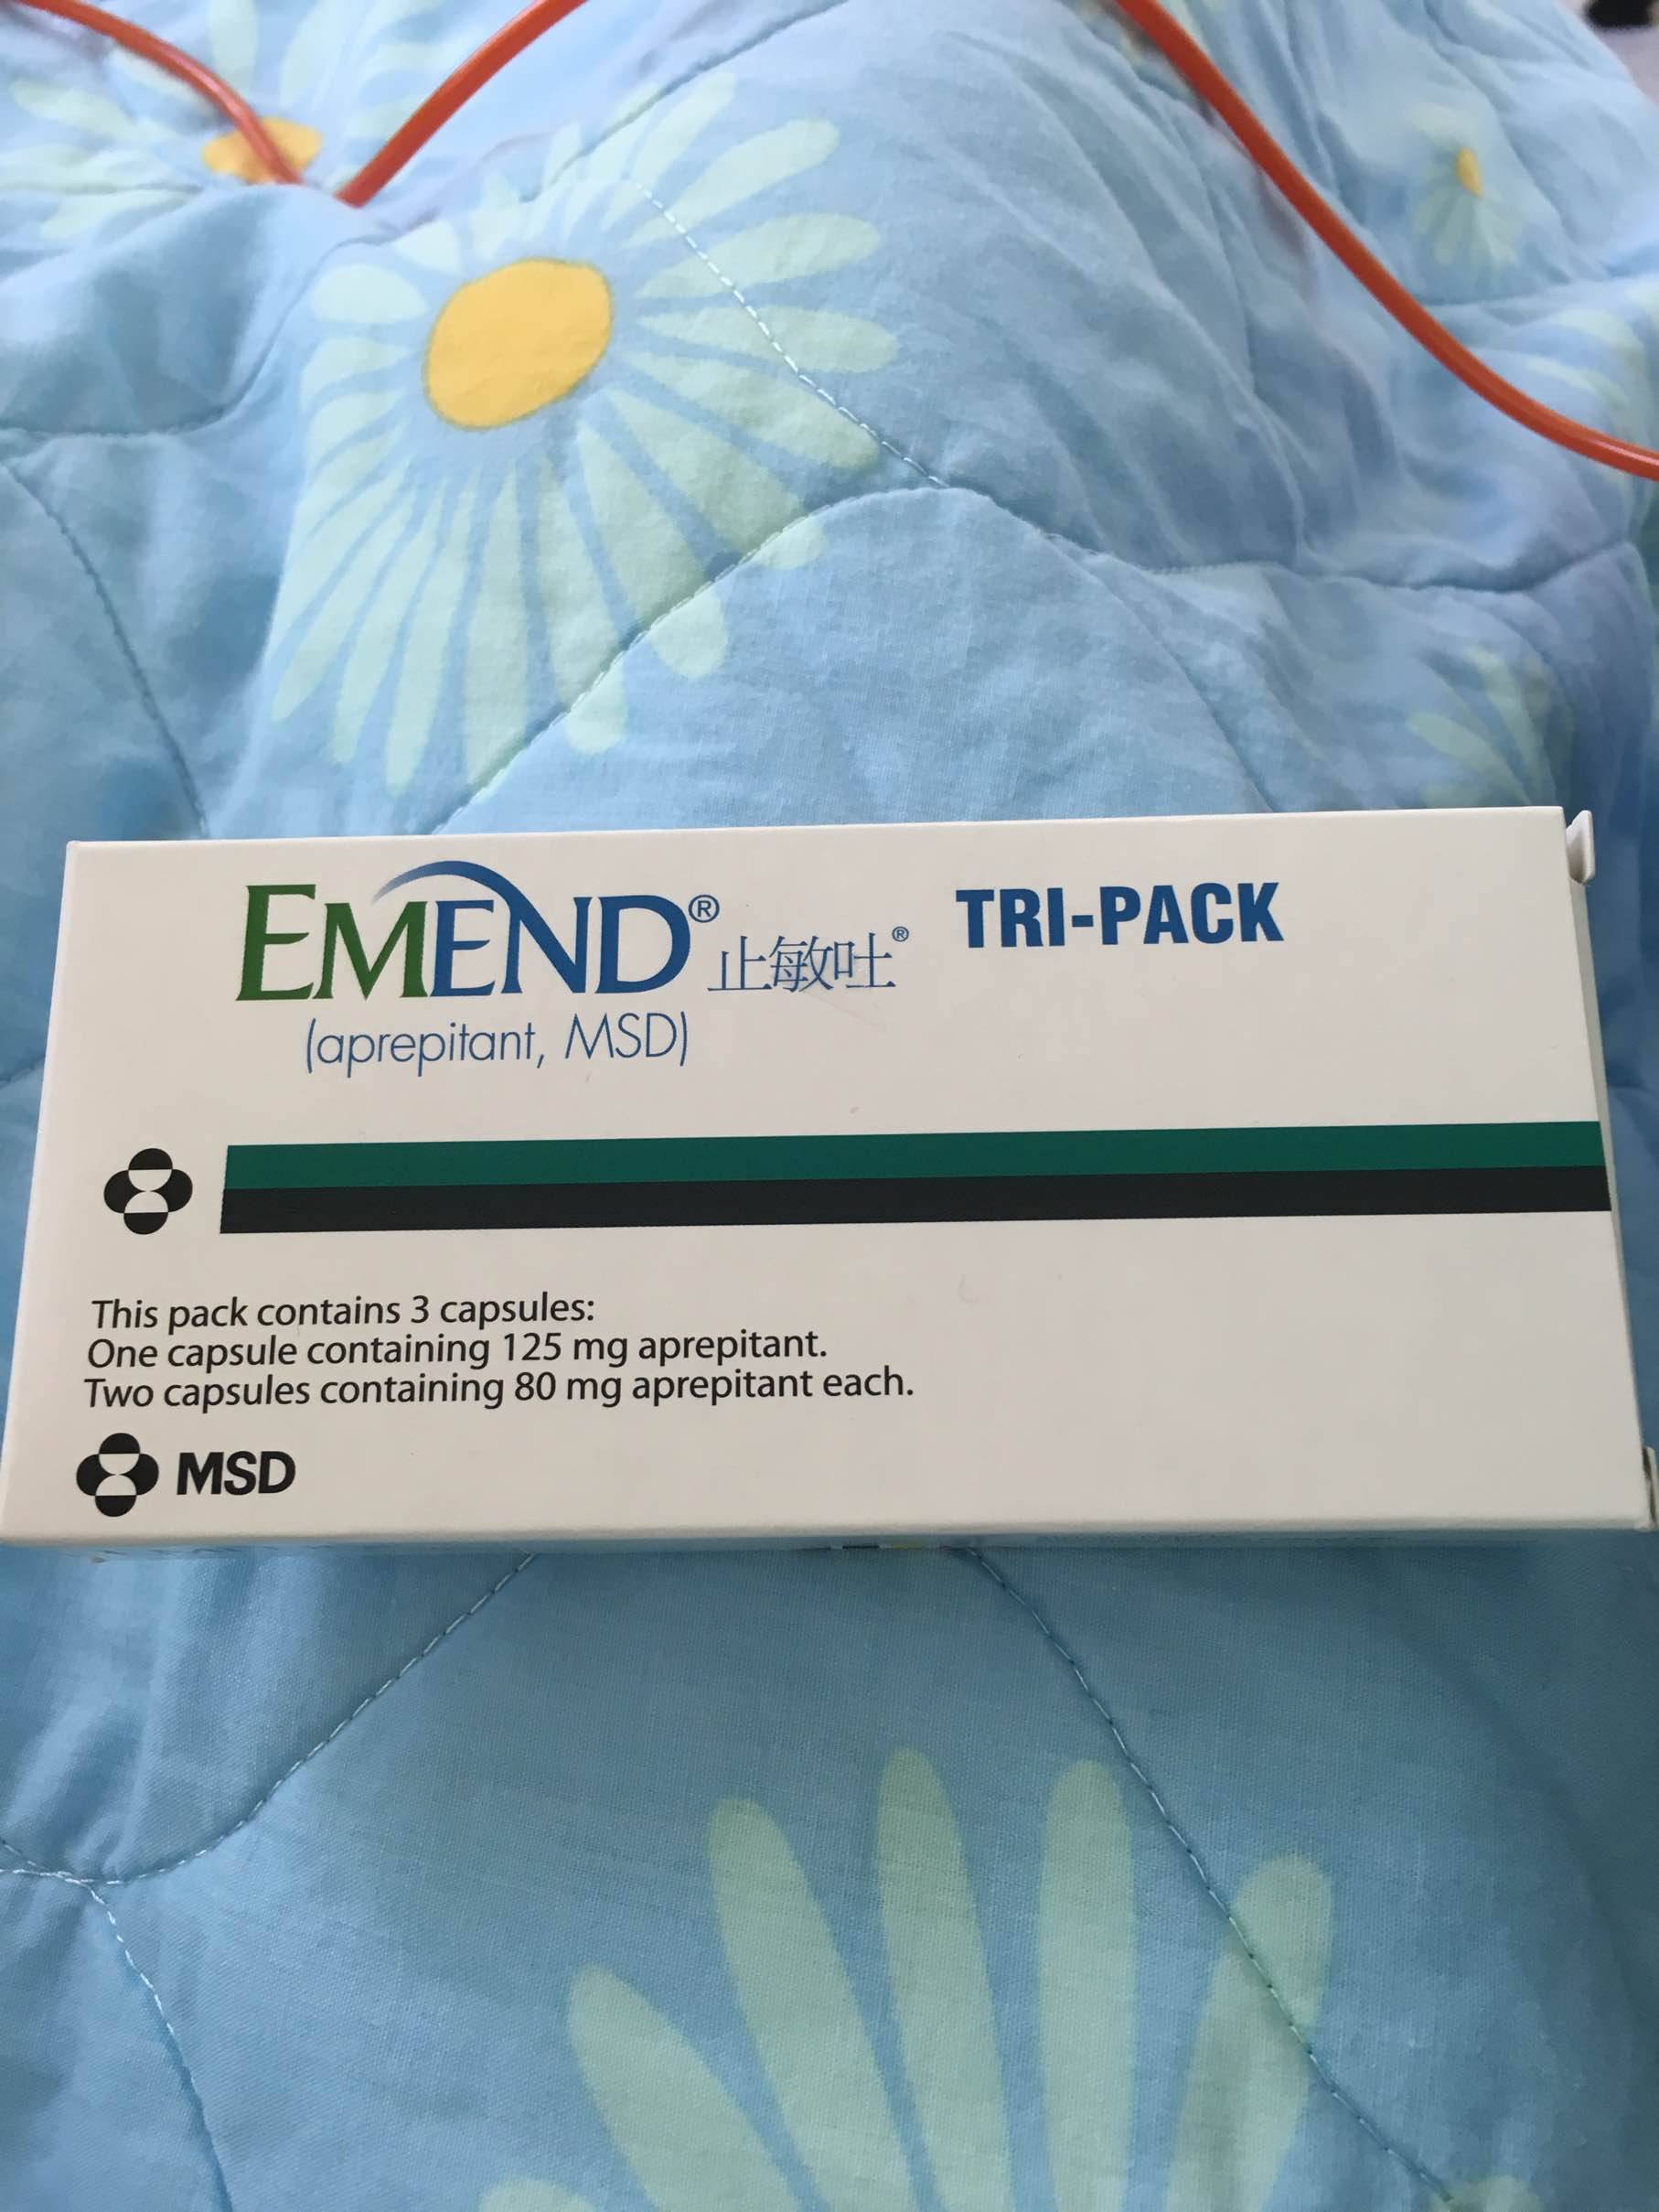 EMEND® 止敏吐® TRI-PACK
(aprepitant, MSD)
This pack contains 3 capsules:
One capsule containing 125 mg aprepitant.
Two capsules containing 80 mg aprepitant each.
MSD